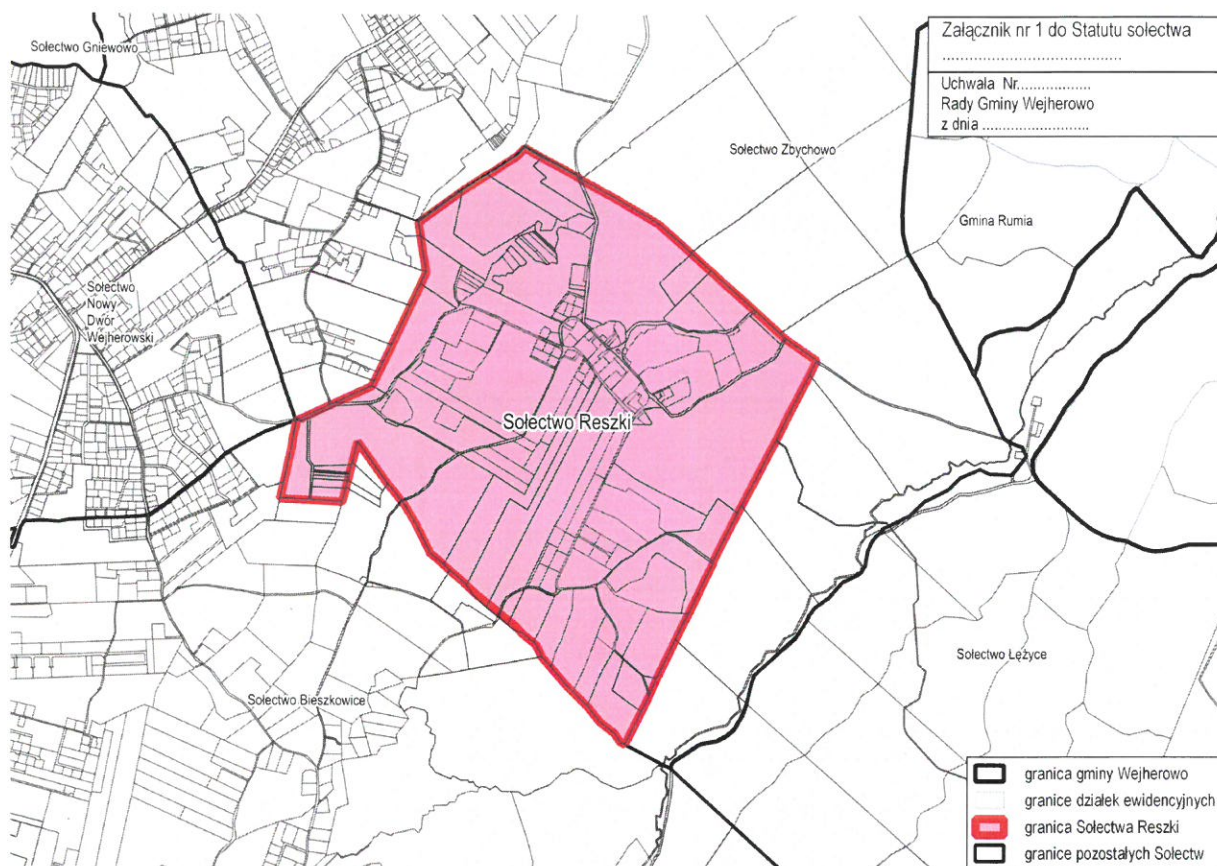 Sołectwo Gniewowo
Załącznik nr 1 do Statutu sołectwa
........................................
Uchwała Nr.................
Rady Gminy Wejherowo
z dnia ........................
Sołectwo Zbychowo
Gmina Rumia
Sołectwo
Nowy
Dwór
Wejherowski
Sołectwo Reszki
Sołectwo Łężyce
Sołectwo Bieszkowice
granica gminy Wejherowo
granice działek ewidencyjnych
granica Sołectwa Reszki
granice pozostałych Sołectw